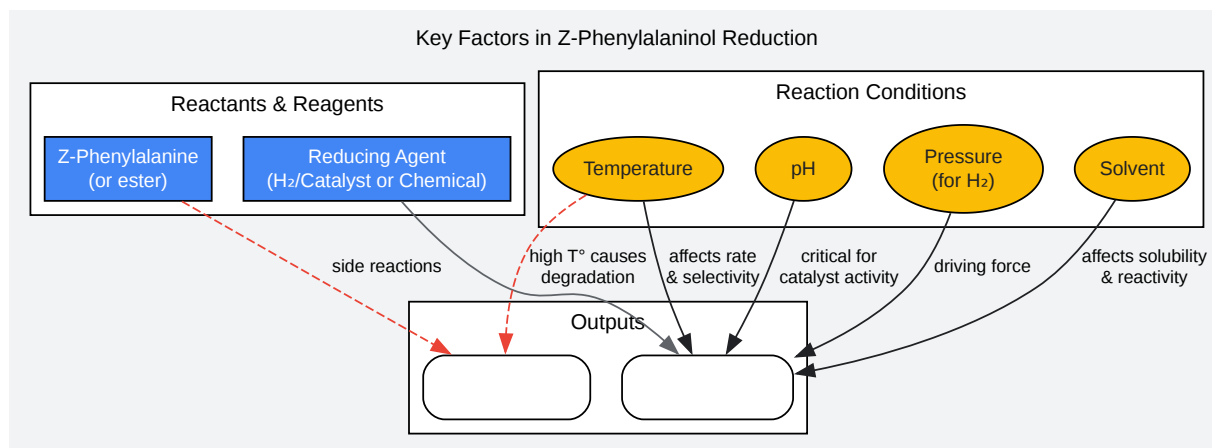 Key Factors in Z-Phenylalaninol Reduction
Reactants & Reagents
Z-Phenylalanine
(or ester)
Reducing Agent
(H₂/Catalyst or Chemical)
Reaction Conditions
Temperature
pH
Pressure
(for H₂)
Solvent
side reactions
high T° causes
degradation
affects rate
& selectivity
critical for
catalyst activity
driving force
affects solubility
& reactivity
Outputs